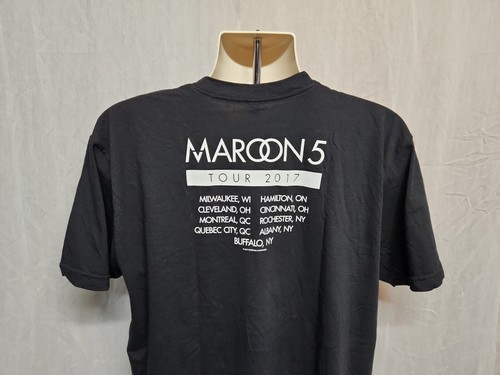 MAROON 5
TOUR 2017
MILWAUKEE, WI HAMILTON, ON
CLEVELAND, OH CINCINNATI, OH
MONTREAL, QC ROCHESTER, NY
QUEBEC CITY, QC ALBANY, NY
BUFFALO, NY